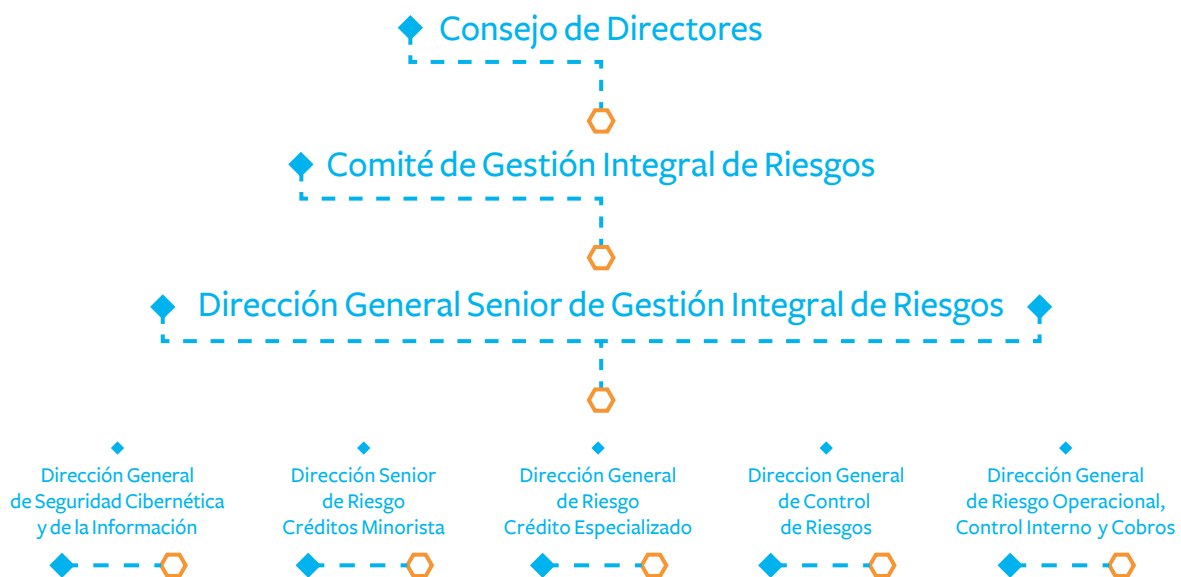 Consejo de Directores
Comité de Gestión Integral de Riesgos
Dirección General Senior de Gestión Integral de Riesgos
Dirección General
de Seguridad Cibernética
y de la Información
Dirección Senior
de Riesgo
Créditos Minorista
Dirección General
de Riesgo
Crédito Especializado
Direccion General
de Control
de Riesgos
Dirección General
de Riesgo Operacional,
Control Interno y Cobros